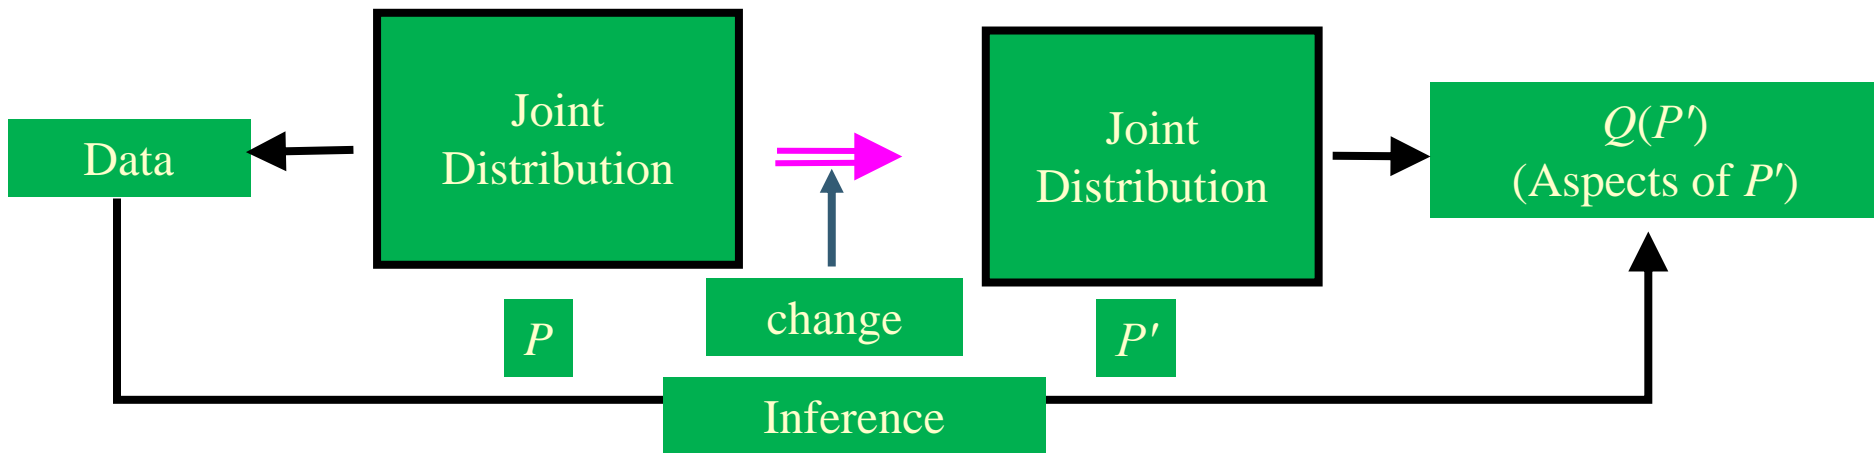 Data
Joint
Distribution
P
change
Joint
Distribution
P'
Q(P')
(Aspects of P')
Inference